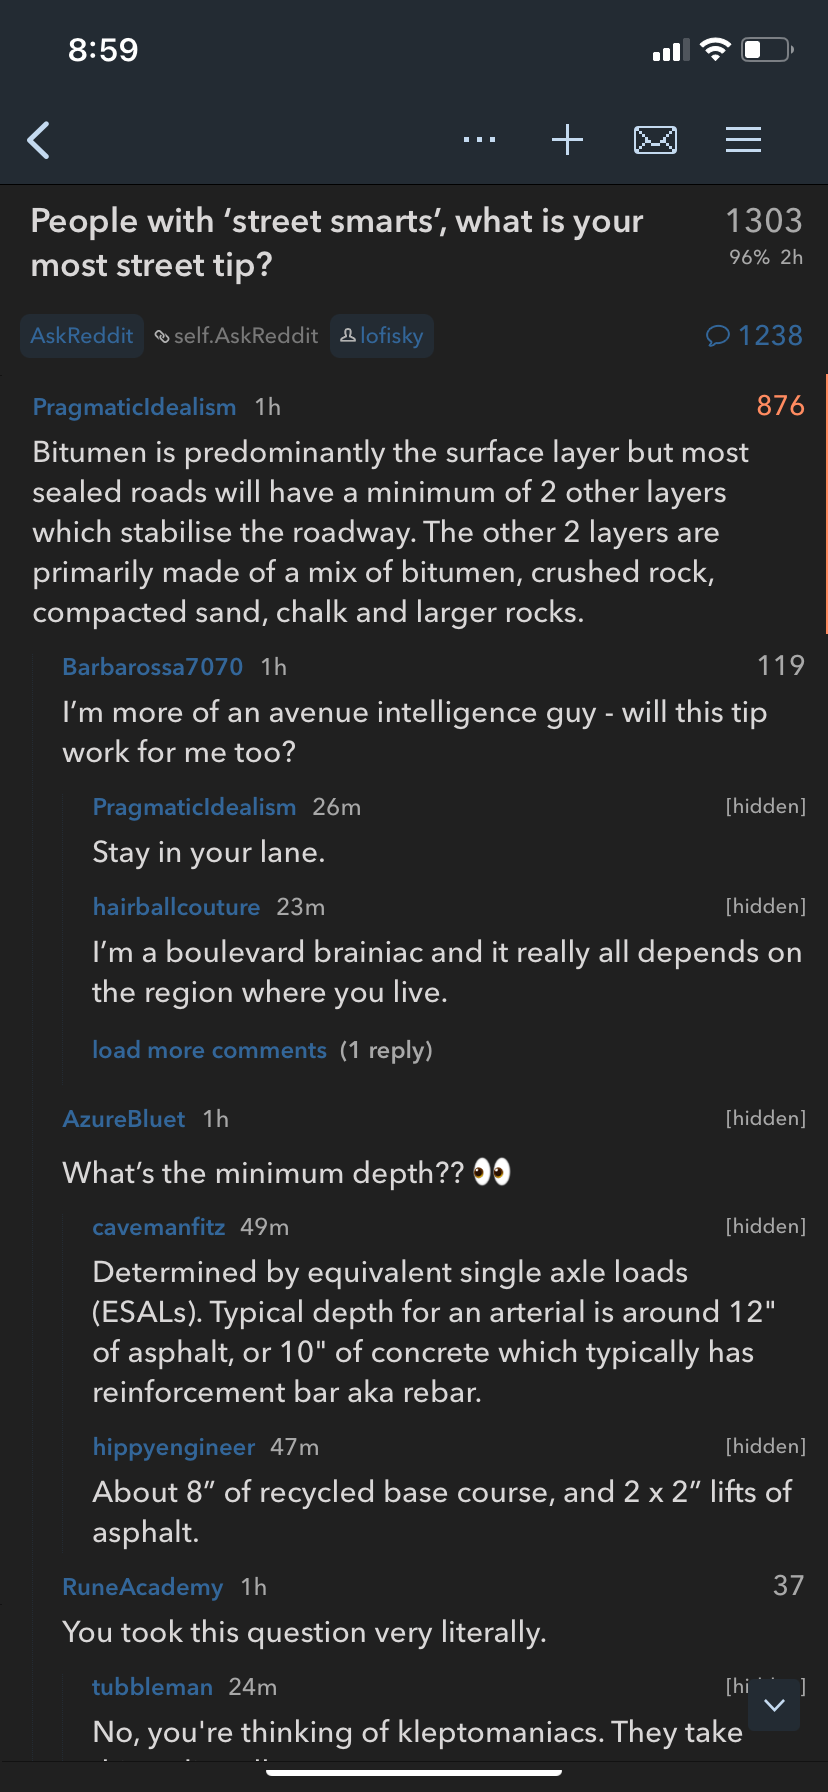 8:59
People with ‘street smarts’, what is your
most street tip?
1303
96% 2h
AskReddit self.AskReddit lofisky 1238
PragmaticIdealism 1h 876
Bitumen is predominantly the surface layer but most
sealed roads will have a minimum of 2 other layers
which stabilise the roadway. The other 2 layers are
primarily made of a mix of bitumen, crushed rock,
compacted sand, chalk and larger rocks.
Barbarossa7070 1h 119
I’m more of an avenue intelligence guy - will this tip
work for me too?
PragmaticIdealism 26m [hidden]
Stay in your lane.
hairballcouture 23m [hidden]
I’m a boulevard brainiac and it really all depends on
the region where you live.
load more comments (1 reply)
AzureBluet 1h [hidden]
What’s the minimum depth?? 👀
cavemanfitz 49m [hidden]
Determined by equivalent single axle loads
(ESALs). Typical depth for an arterial is around 12"
of asphalt, or 10" of concrete which typically has
reinforcement bar aka rebar.
hippyengineer 47m [hidden]
About 8” of recycled base course, and 2 x 2” lifts of
asphalt.
RuneAcademy 1h 37
You took this question very literally.
tubbleman 24m
No, you're thinking of kleptomaniacs. They take